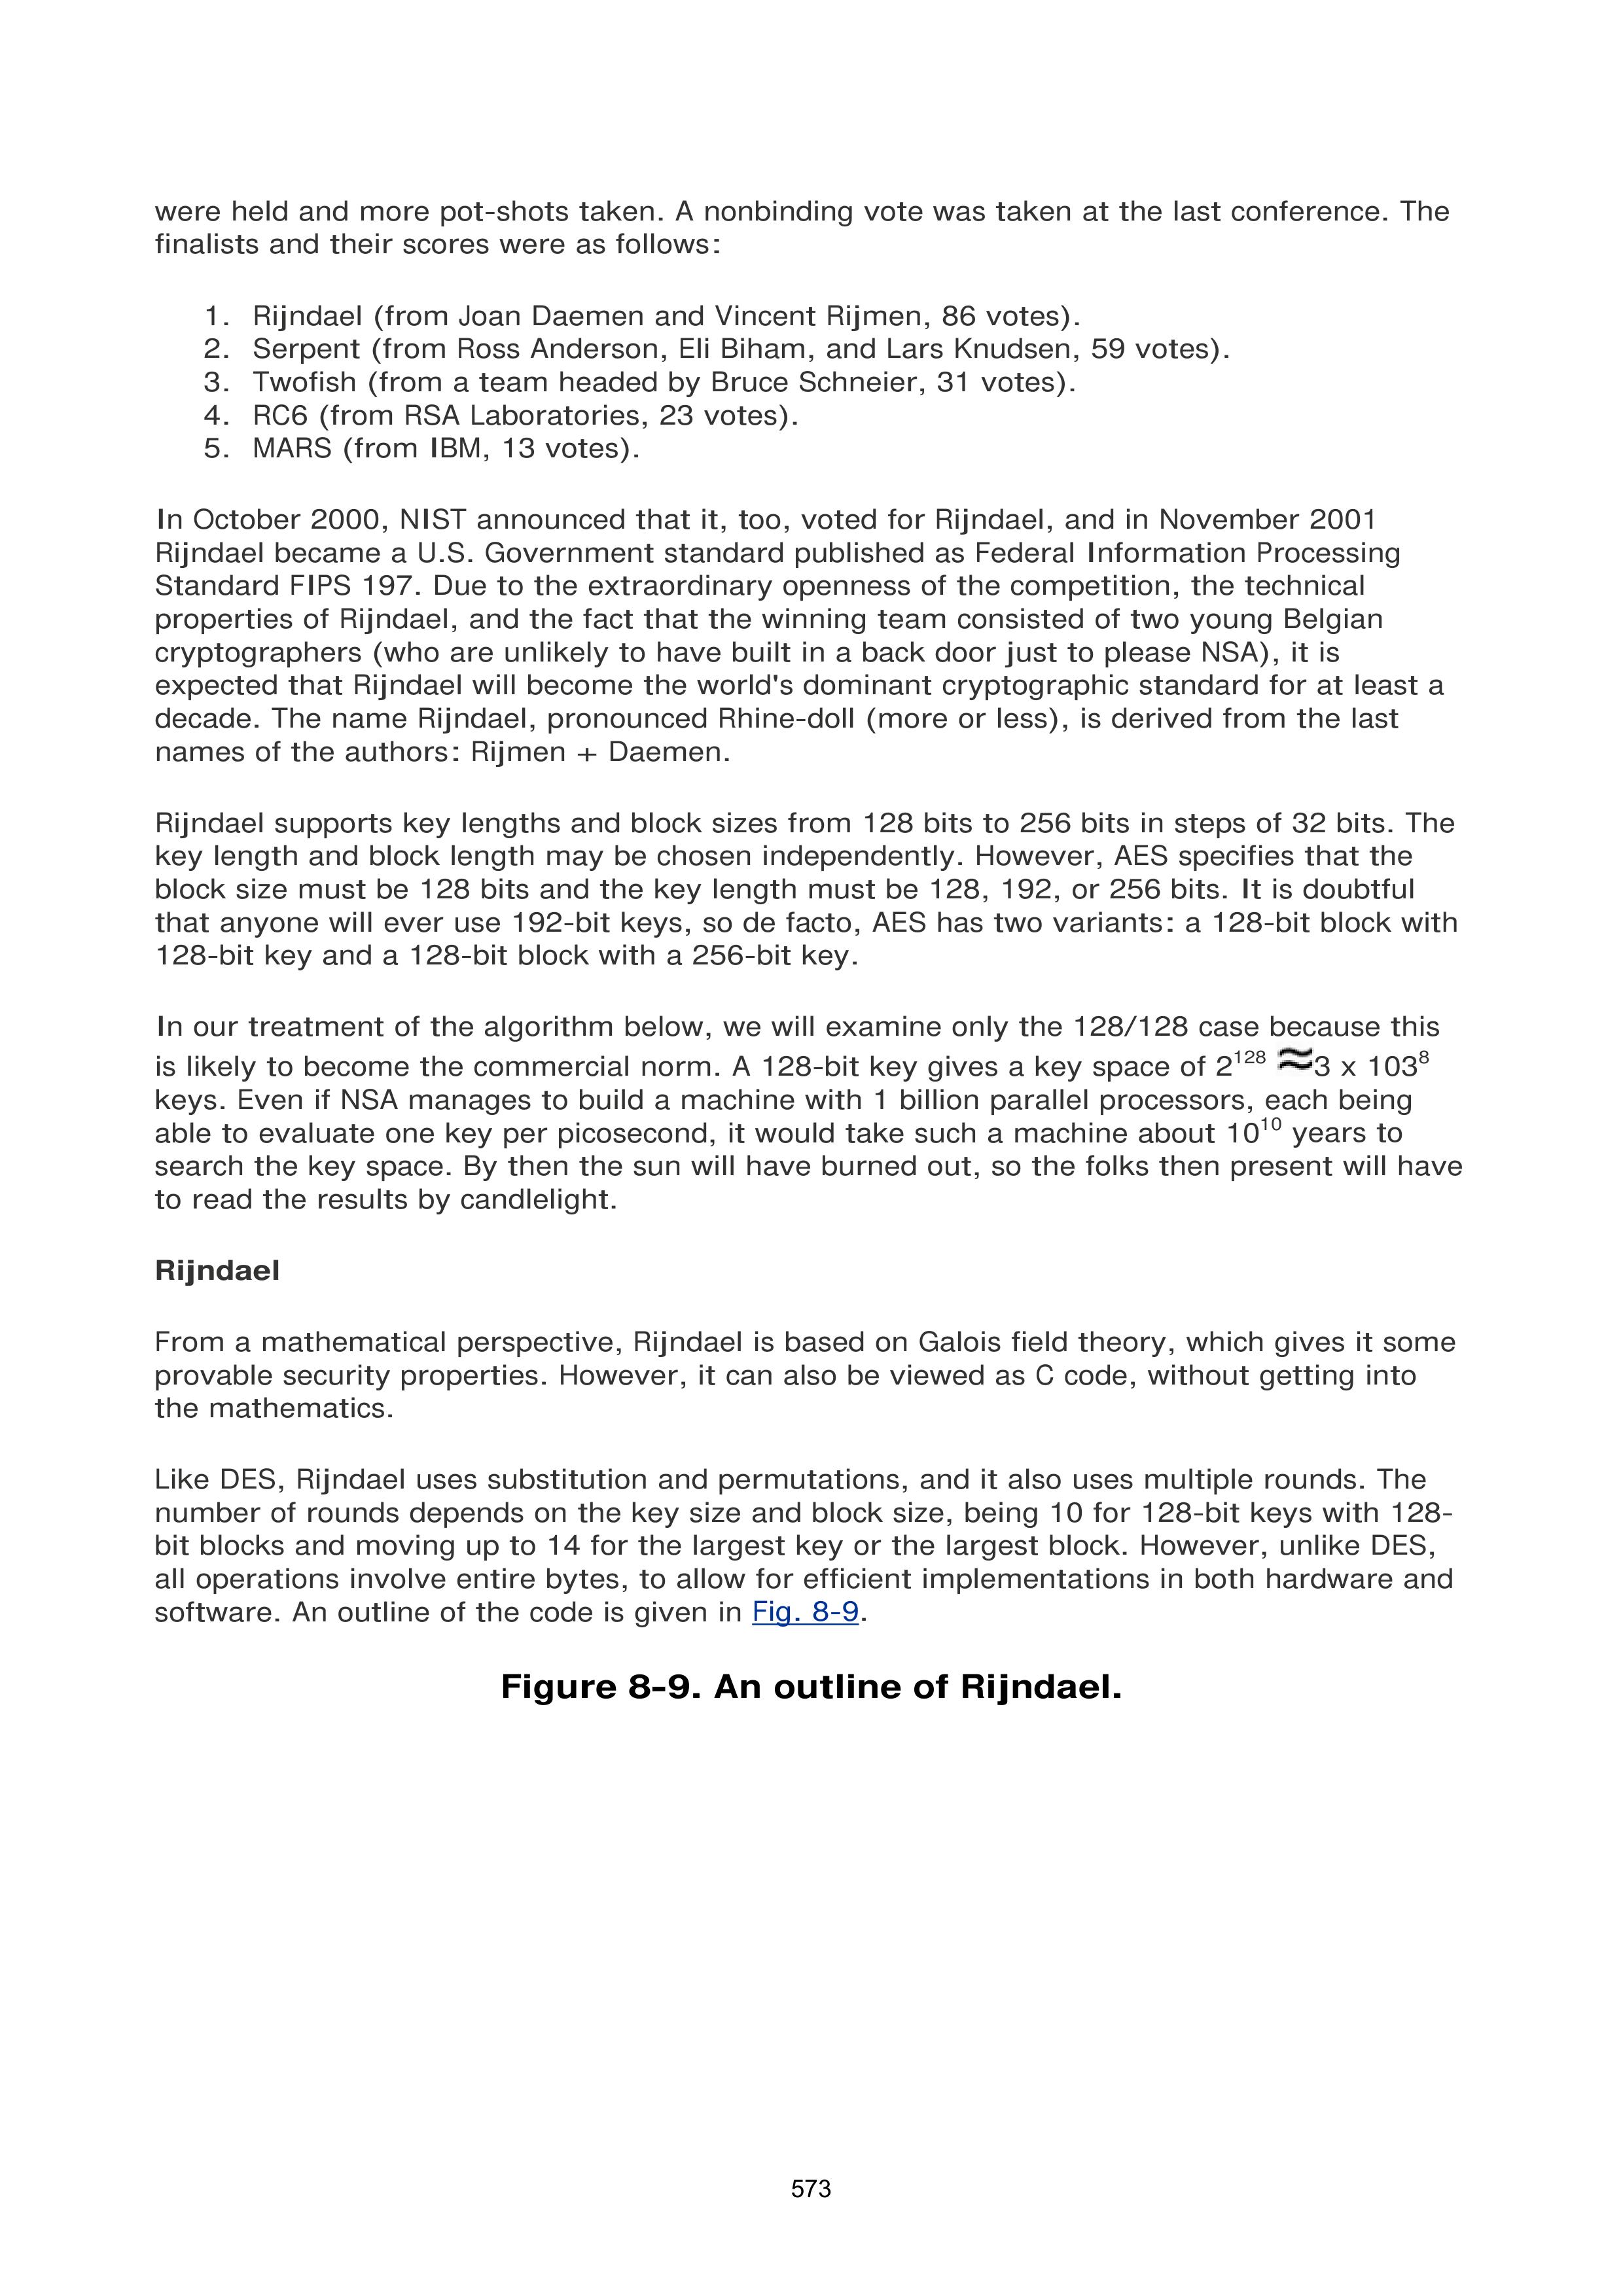 were held and more pot-shots taken. A nonbinding vote was taken at the last conference. The
finalists and their scores were as follows:
1. Rijndael (from Joan Daemen and Vincent Rijmen, 86 votes).
2. Serpent (from Ross Anderson, Eli Biham, and Lars Knudsen, 59 votes).
3. Twofish (from a team headed by Bruce Schneier, 31 votes).
4. RC6 (from RSA Laboratories, 23 votes).
5. MARS (from IBM, 13 votes).
In October 2000, NIST announced that it, too, voted for Rijndael, and in November 2001
Rijndael became a U.S. Government standard published as Federal Information Processing
Standard FIPS 197. Due to the extraordinary openness of the competition, the technical
properties of Rijndael, and the fact that the winning team consisted of two young Belgian
cryptographers (who are unlikely to have built in a back door just to please NSA), it is
expected that Rijndael will become the world's dominant cryptographic standard for at least a
decade. The name Rijndael, pronounced Rhine-doll (more or less), is derived from the last
names of the authors: Rijmen + Daemen.
Rijndael supports key lengths and block sizes from 128 bits to 256 bits in steps of 32 bits. The
key length and block length may be chosen independently. However, AES specifies that the
block size must be 128 bits and the key length must be 128, 192, or 256 bits. It is doubtful
that anyone will ever use 192-bit keys, so de facto, AES has two variants: a 128-bit block with
128-bit key and a 128-bit block with a 256-bit key.
In our treatment of the algorithm below, we will examine only the 128/128 case because this
is likely to become the commercial norm. A 128-bit key gives a key space of 2¹²⁸ ≈3 x 103⁸
keys. Even if NSA manages to build a machine with 1 billion parallel processors, each being
able to evaluate one key per picosecond, it would take such a machine about 10¹⁰ years to
search the key space. By then the sun will have burned out, so the folks then present will have
to read the results by candlelight.
Rijndael
From a mathematical perspective, Rijndael is based on Galois field theory, which gives it some
provable security properties. However, it can also be viewed as C code, without getting into
the mathematics.
Like DES, Rijndael uses substitution and permutations, and it also uses multiple rounds. The
number of rounds depends on the key size and block size, being 10 for 128-bit keys with 128-
bit blocks and moving up to 14 for the largest key or the largest block. However, unlike DES,
all operations involve entire bytes, to allow for efficient implementations in both hardware and
software. An outline of the code is given in Fig. 8-9.
Figure 8-9. An outline of Rijndael.
573